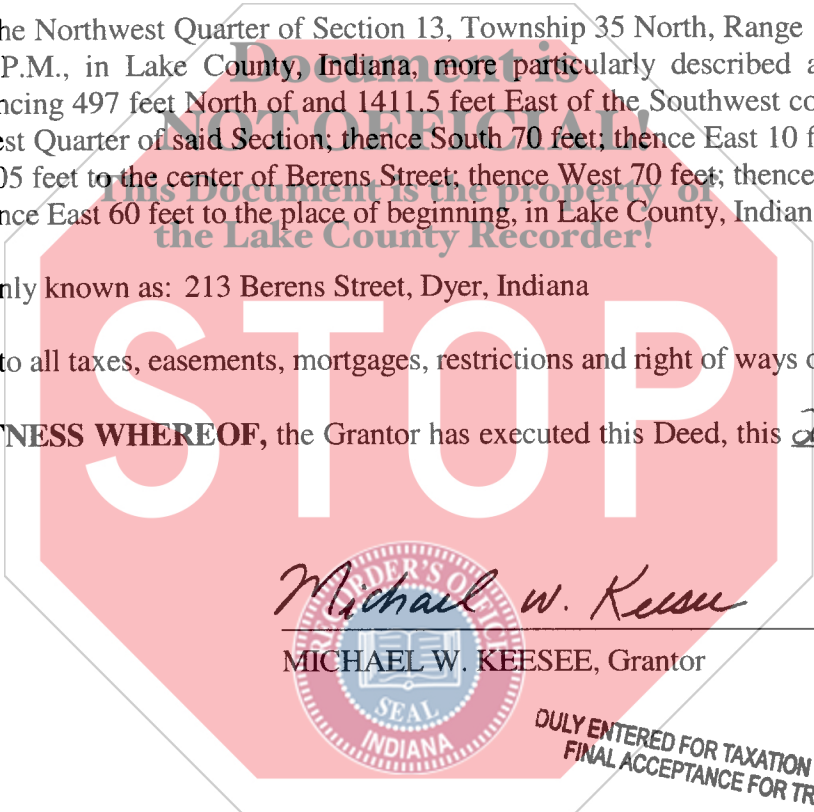 he Northwest Quarter of Section 13, Township 35 North, Range
P.M., in Lake County, Indiana, more particularly described a
ncing 497 feet North of and 1411.5 feet East of the Southwest co
est Quarter of said Section; thence South 70 feet; thence East 10 f
05 feet to the center of Berens Street; thence West 70 feet; thence
nce East 60 feet to the place of beginning, in Lake County, Indian
Document is
NOT OFFICIAL!
This Document is the property of
the Lake County Recorder!
nly known as: 213 Berens Street, Dyer, Indiana
STOP
to all taxes, easements, mortgages, restrictions and right of ways o
TNESS WHEREOF, the Grantor has executed this Deed, this
Michael W. Keesee
MICHAEL W. KEESEE, Grantor
RECORDER'S OFFICE
SEAL
INDIANA
DULY ENTERED FOR TAXATION
FINAL ACCEPTANCE FOR TR